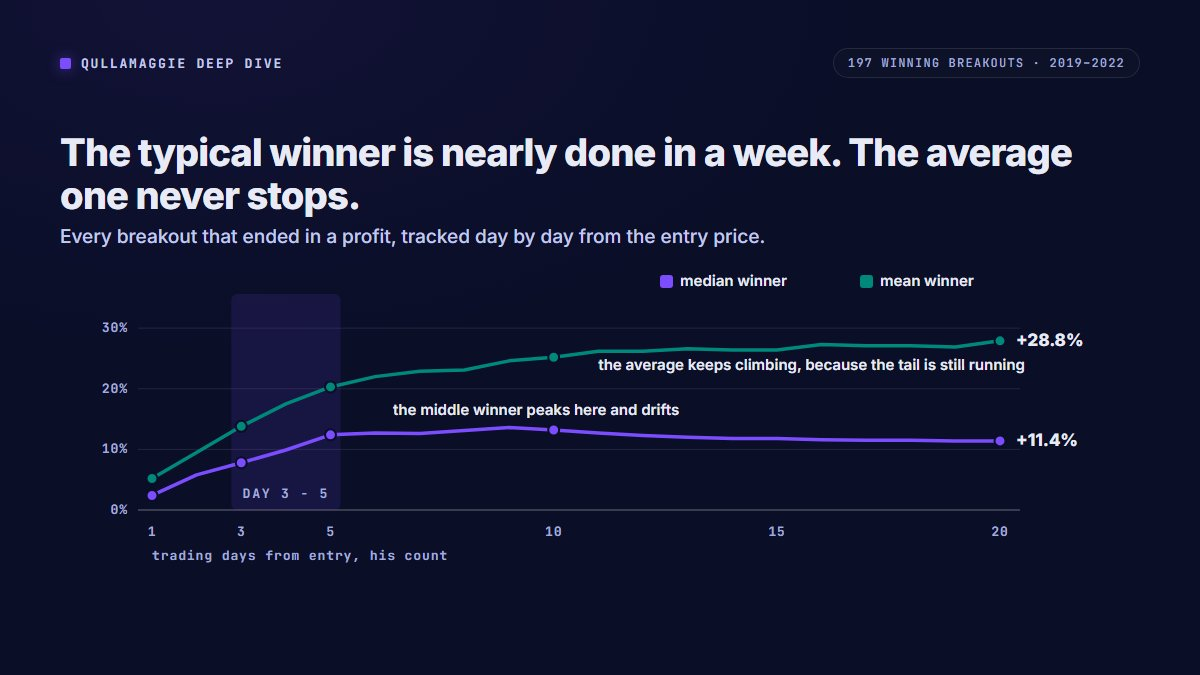 QULLAMAGGIE DEEP DIVE
197 WINNING BREAKOUTS · 2019–2022
The typical winner is nearly done in a week. The average
one never stops.
Every breakout that ended in a profit, tracked day by day from the entry price.
median winner
mean winner
30%
+28.8%
the average keeps climbing, because the tail is still running
20%
the middle winner peaks here and drifts
+11.4%
10%
DAY 3 - 5
0%
1 3 5 10 15 20
trading days from entry, his count